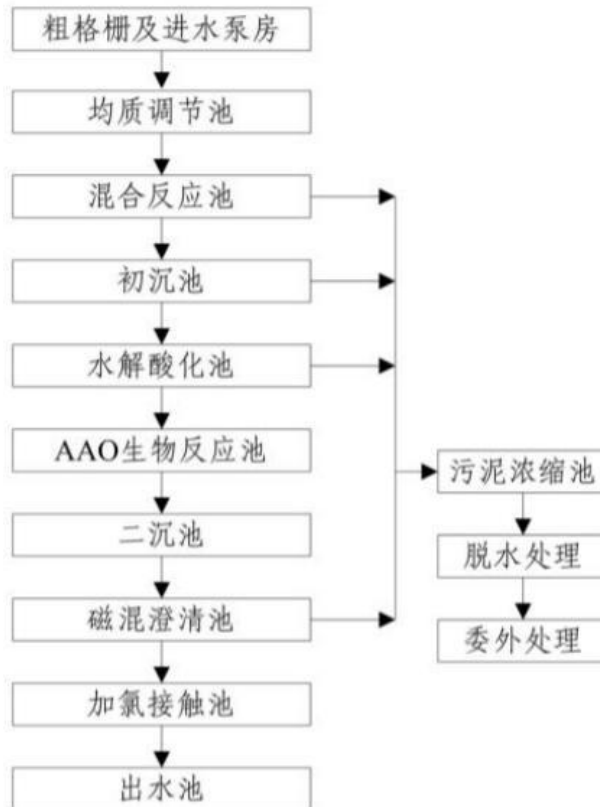 粗格栅及进水泵房
均质调节池
混合反应池
初沉池
水解酸化池
AAO生物反应池
二沉池
磁混澄清池
加氯接触池
出水池
污泥浓缩池
脱水处理
委外处理